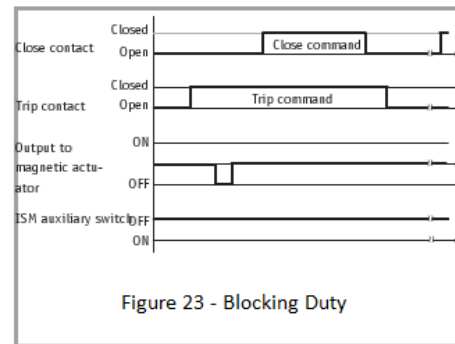 Closed
Close contact
Open
Close command
Closed
Trip contact
Open
Trip command
Output to
magnetic actu-
ator
ON
OFF
ISM auxiliary switch
OFF
ON
Figure 23 - Blocking Duty